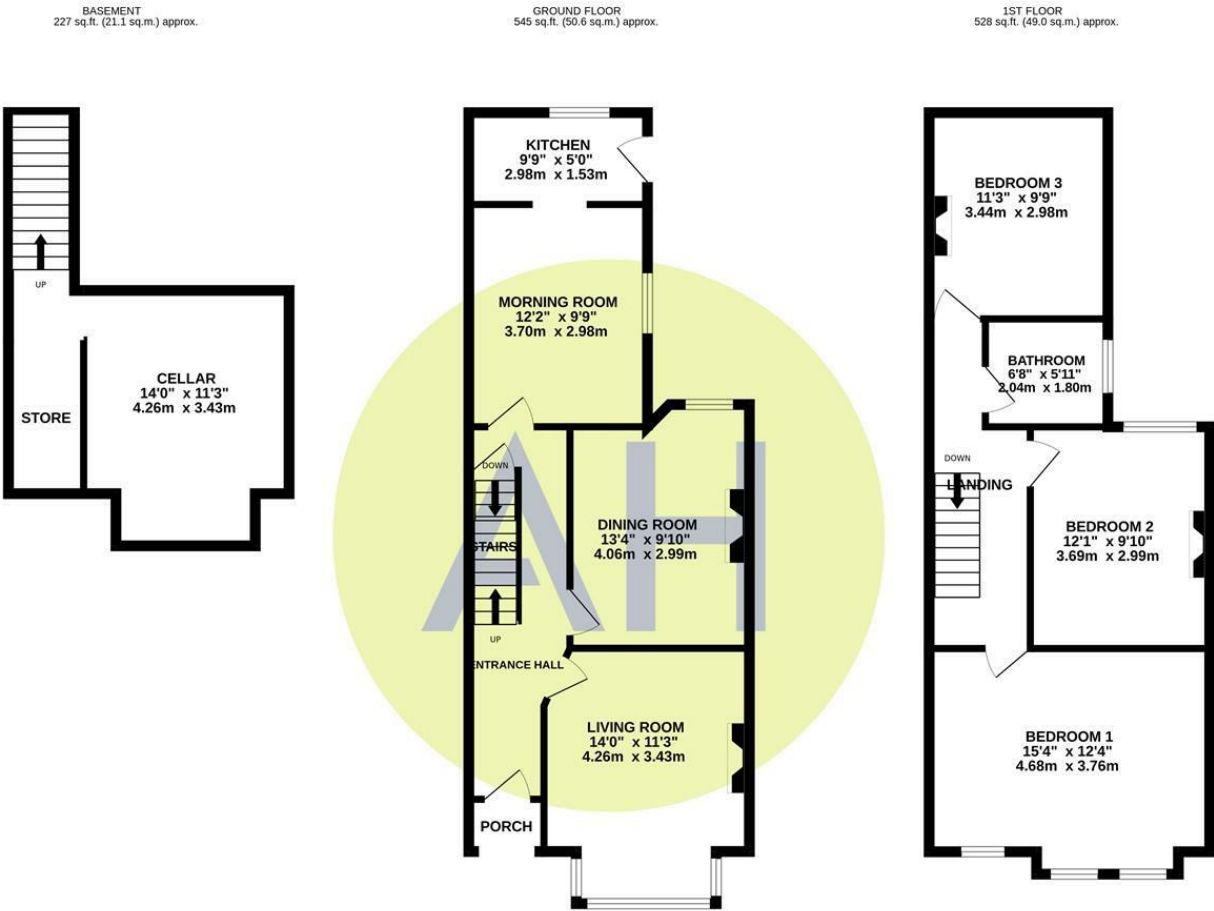 BASEMENT
227 sq.ft. (21.1 sq.m.) approx.
UP
STORE
CELLAR
14'0" x 11'3"
4.26m x 3.43m
GROUND FLOOR
545 sq.ft. (50.6 sq.m.) approx.
KITCHEN
9'9" x 5'0"
2.98m x 1.53m
MORNING ROOM
12'2" x 9'9"
3.70m x 2.98m
DOWN
STAIRS
UP
DINING ROOM
13'4" x 9'10"
4.06m x 2.99m
ENTRANCE HALL
LIVING ROOM
14'0" x 11'3"
4.26m x 3.43m
PORCH
AH
1ST FLOOR
528 sq.ft. (49.0 sq.m.) approx.
BEDROOM 3
11'3" x 9'9"
3.44m x 2.98m
BATHROOM
6'8" x 5'11"
2.04m x 1.80m
DOWN
LANDING
BEDROOM 2
12'1" x 9'10"
3.69m x 2.99m
BEDROOM 1
15'4" x 12'4"
4.68m x 3.76m